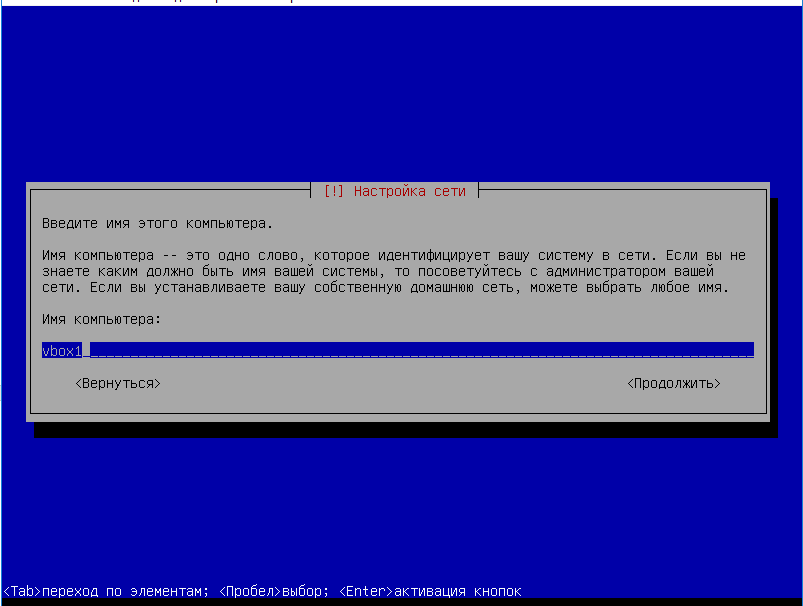 [!] Настройка сети
Введите имя этого компьютера.
Имя компьютера -- это одно слово, которое идентифицирует вашу систему в сети. Если вы не
знаете каким должно быть имя вашей системы, то посоветуйтесь с администратором вашей
сети. Если вы устанавливаете вашу собственную домашнюю сеть, можете выбрать любое имя.
Имя компьютера:
vbox1
<Вернуться> <Продолжить>
<Tab>переход по элементам; <Пробел>выбор; <Enter>активация кнопок